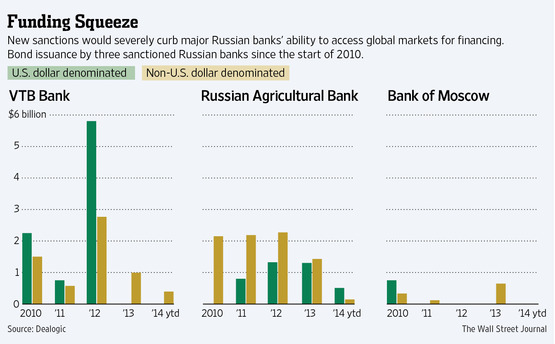 Funding Squeeze
New sanctions would severely curb major Russian banks' ability to access global markets for financing.
Bond issuance by three sanctioned Russian banks since the start of 2010.
U.S. dollar denominated Non-U.S. dollar denominated
VTB Bank Russian Agricultural Bank Bank of Moscow
$6 billion
5
4
3
2
1
0
2010 '11 '12 '13 '14 ytd 2010 '11 '12 '13 '14 ytd 2010 '11 '12 '13 '14 ytd
Source: Dealogic The Wall Street Journal